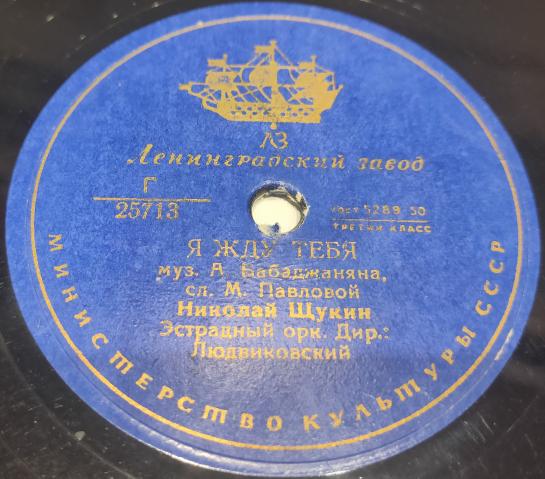 ЛЗ
Ленинградский завод
Г
25713
ГОСТ 5289-50
ТРЕТИЙ КЛАСС
Я ЖДУ ТЕБЯ
муз. А. Бабаджаняна,
сл. М. Павловой
Николай Щукин
Эстрадный орк. Дир.:
Людвиковский
МИНИСТЕРСТВО КУЛЬТУРЫ СССР